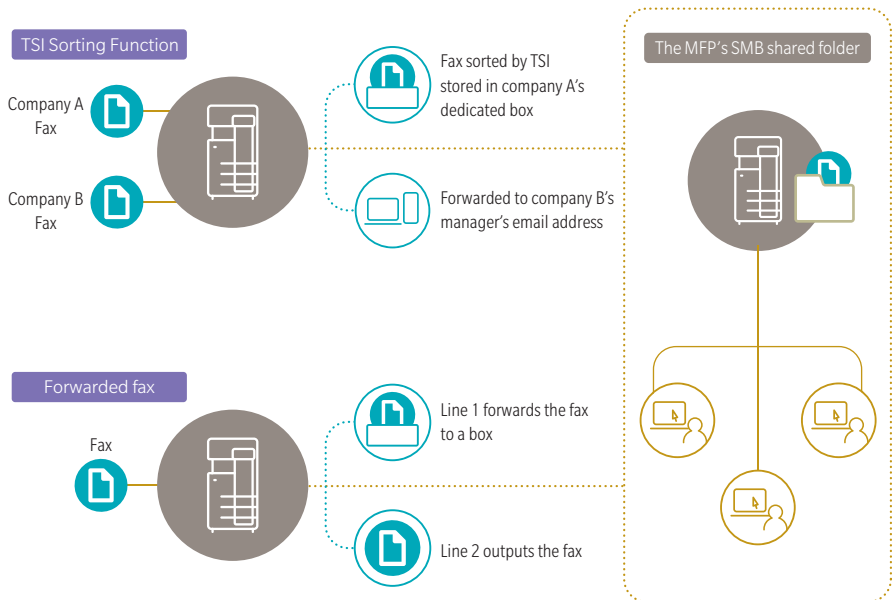 TSI Sorting Function
Company A
Fax
Company B
Fax
Fax sorted by TSI
stored in company A's
dedicated box
Forwarded to company B's
manager's email address
Forwarded fax
Fax
Line 1 forwards the fax
to a box
Line 2 outputs the fax
The MFP's SMB shared folder